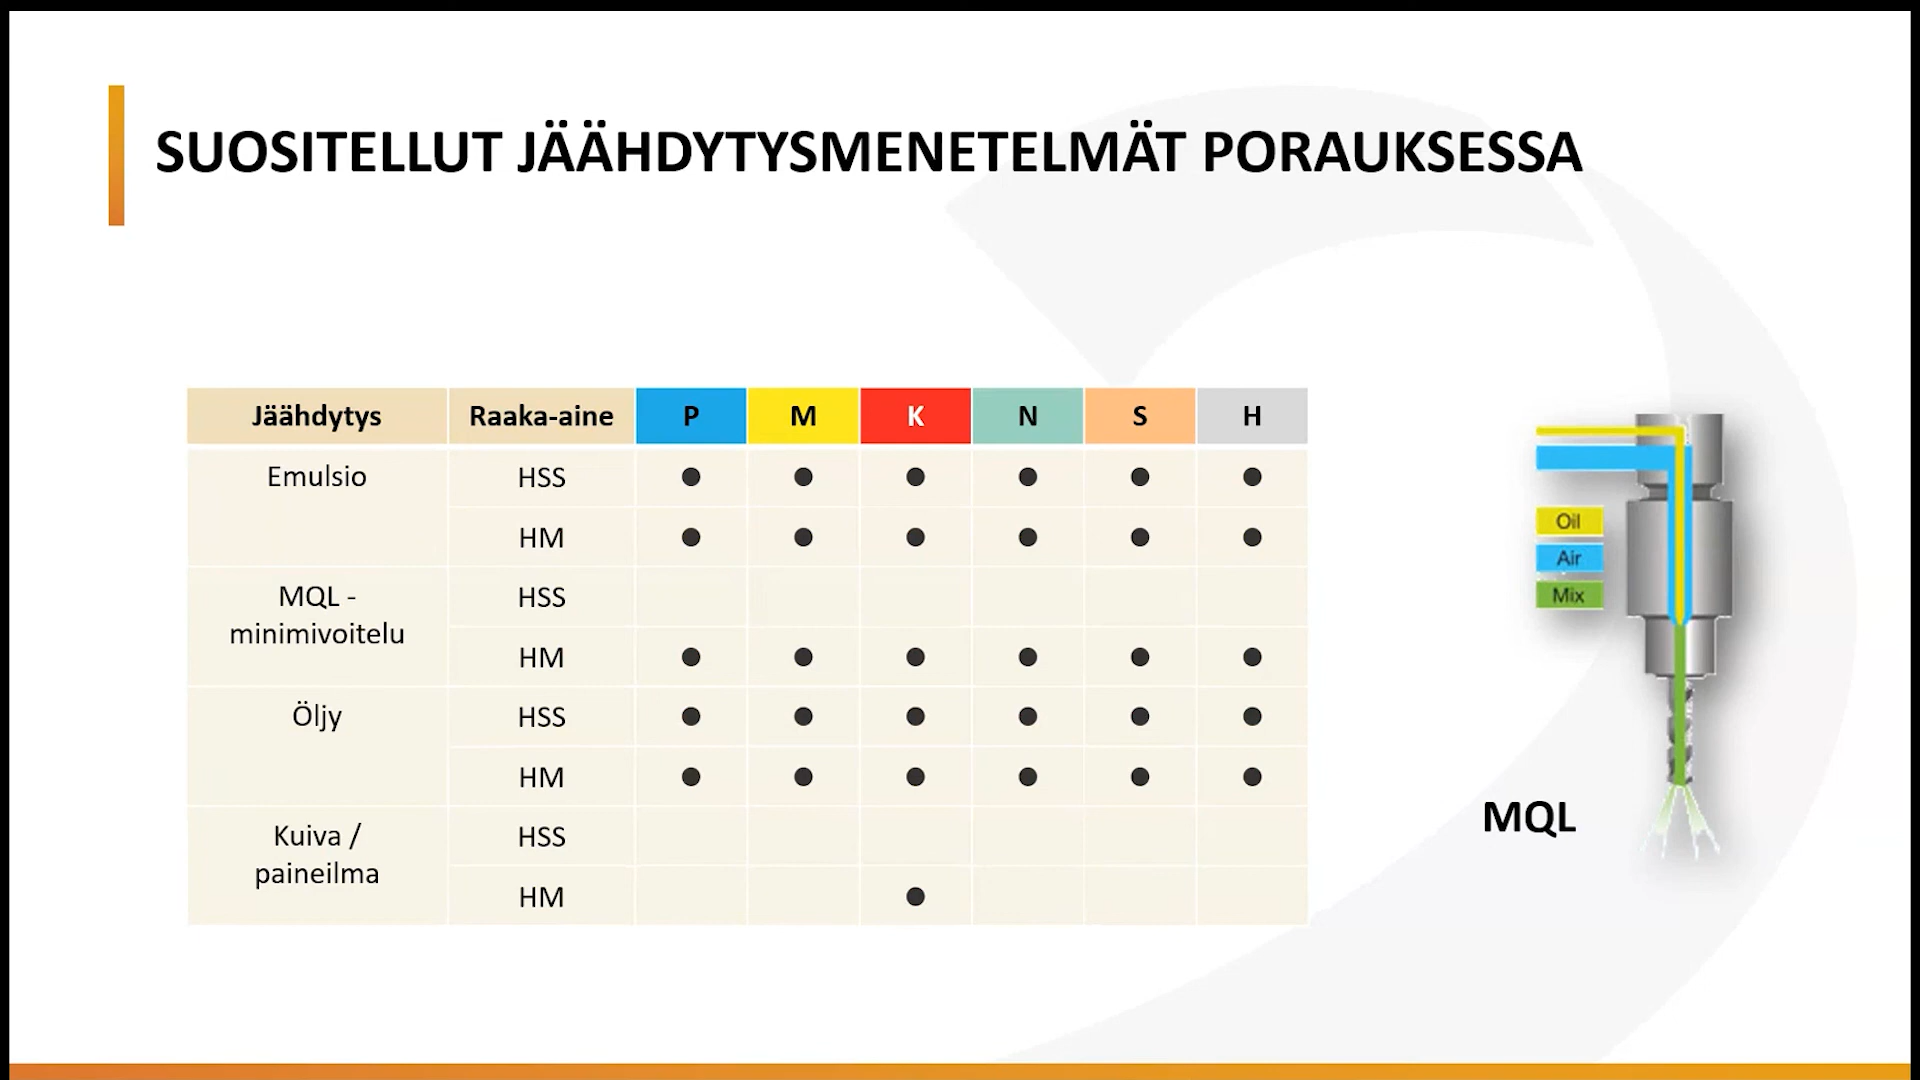 SUOSITELLUT JÄÄHDYTYSMENETELMÄT PORAUKSESSA
Jäähdytys Raaka-aine P M K N S H
Emulsio HSS ● ● ● ● ● ●
HM ● ● ● ● ● ●
MQL -
minimivoitelu
HSS
HM ● ● ● ● ● ●
Öljy HSS ● ● ● ● ● ●
HM ● ● ● ● ● ●
Kuiva /
paineilma
HSS
HM ●
Oil
Air
Mix
MQL